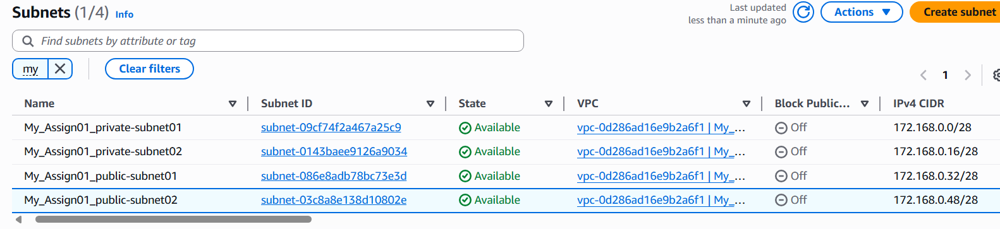 Subnets (1/4) Info
Last updated
less than a minute ago
Actions
Create subnet
Find subnets by attribute or tag
my
Clear filters
1
Name Subnet ID State VPC Block Public... IPv4 CIDR
My_Assign01_private-subnet01 subnet-09cf74f2a467a25c9 Available vpc-0d286ad16e9b2a6f1 | My_... Off 172.168.0.0/28
My_Assign01_private-subnet02 subnet-0143baee9126a9034 Available vpc-0d286ad16e9b2a6f1 | My_... Off 172.168.0.16/28
My_Assign01_public-subnet01 subnet-086e8adb78bc73e3d Available vpc-0d286ad16e9b2a6f1 | My_... Off 172.168.0.32/28
My_Assign01_public-subnet02 subnet-03c8a8e138d10802e Available vpc-0d286ad16e9b2a6f1 | My_... Off 172.168.0.48/28